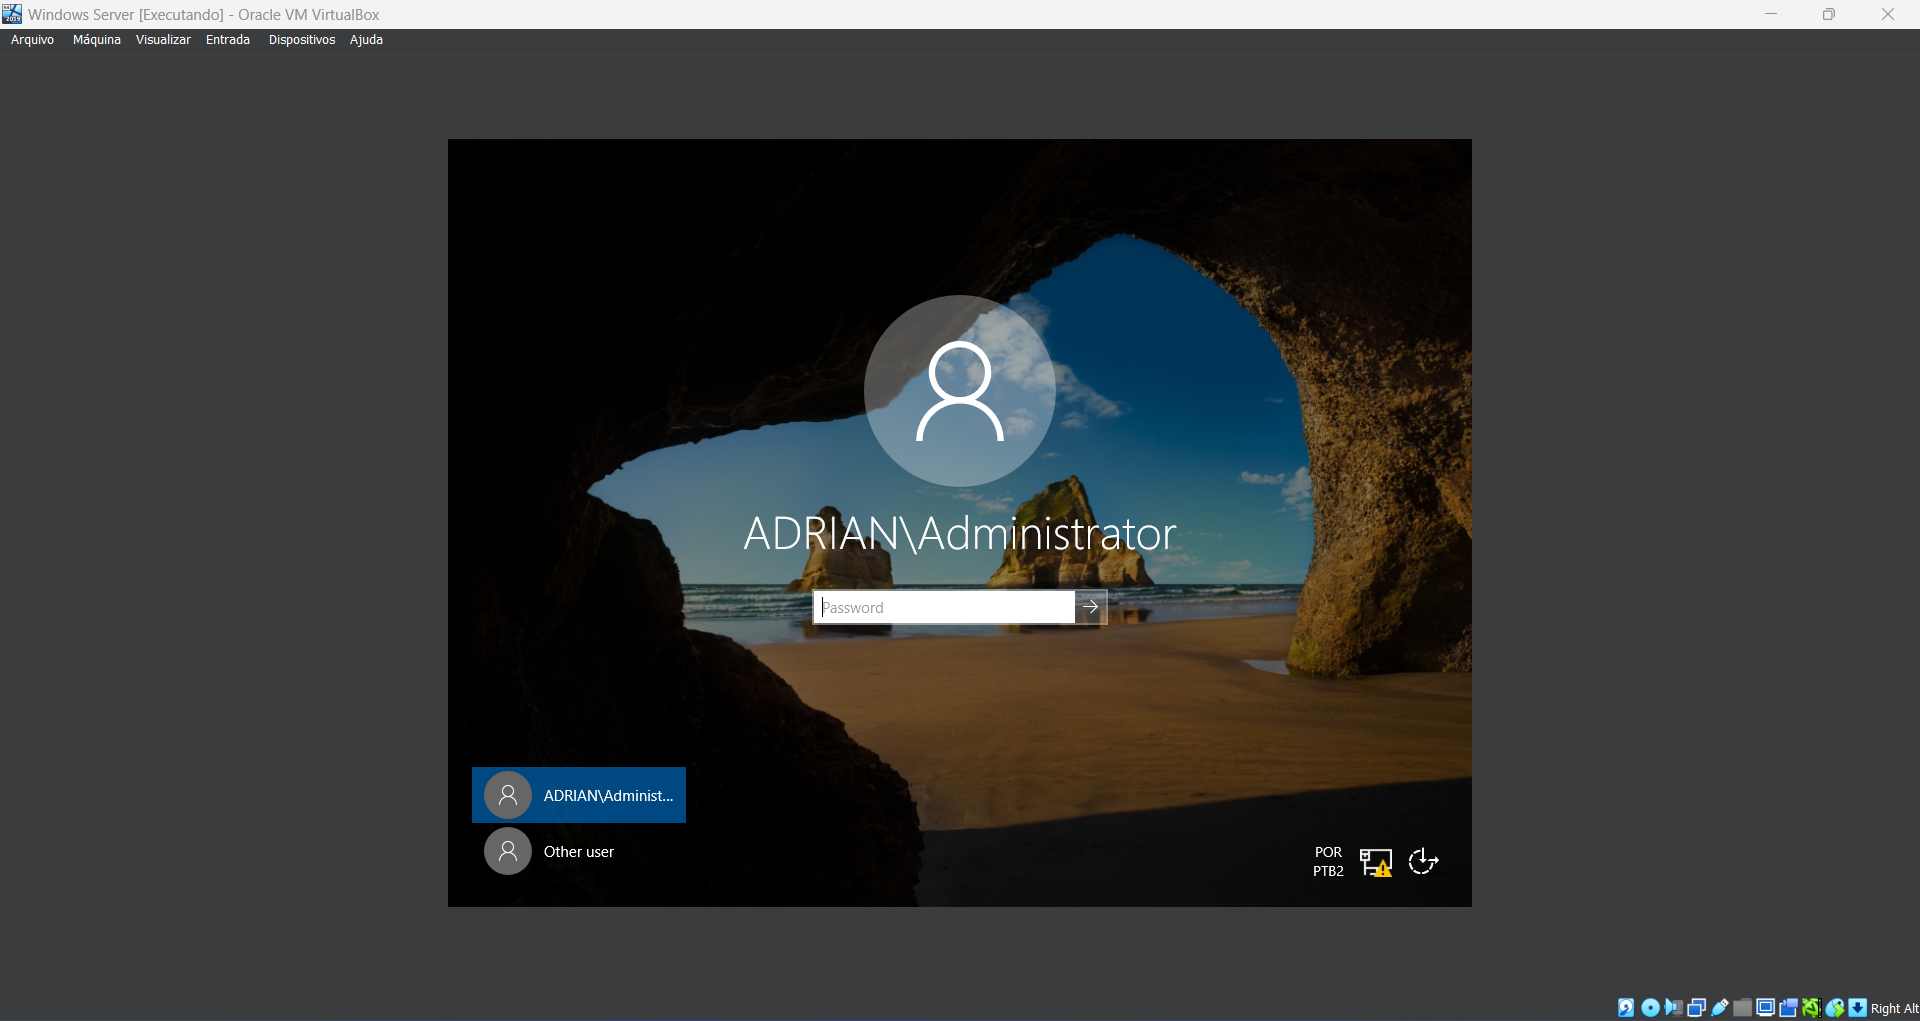 Windows Server [Executando] - Oracle VM VirtualBox
Arquivo Máquina Visualizar Entrada Dispositivos Ajuda
ADRIAN\Administrator
Password
ADRIAN\Administ...
Other user
POR
PTB2
Right Alt